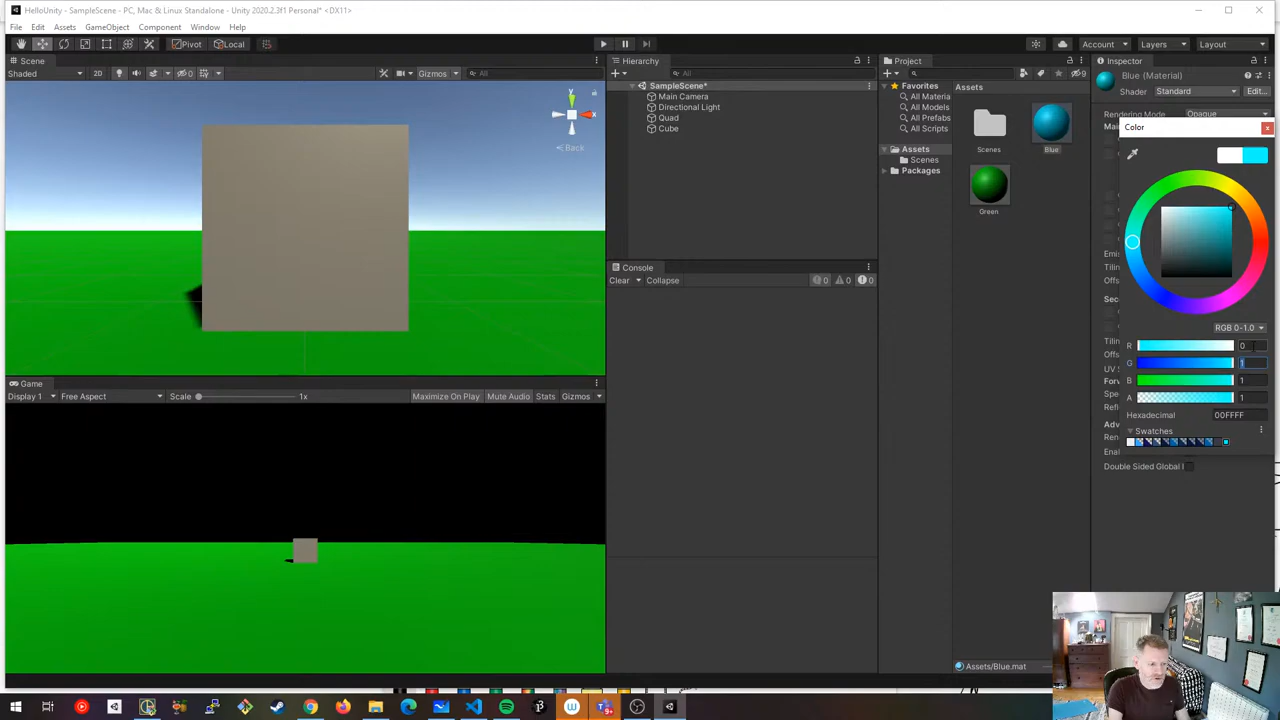 HelloUnity - SampleScene - PC, Mac & Linux Standalone - Unity 2020.2.3f1 Personal* <DX11>
File Edit Assets GameObject Component Window Help
Pivot Local Account Layers Layout
Scene Hierarchy Project Inspector
Shaded 2D Gizmos All All 9
SampleScene*
Main Camera
Directional Light
Quad
Cube
y
x
Back
Favorites
All Materia
All Models
All Prefabs
All Scripts
Assets
Scenes
Packages
Assets
Scenes
Blue
Green
Blue (Material)
Shader Standard Edit...
Rendering Mode Opaque
Color
RGB 0-1.0
R 0
G 1
B 1
A 1
Hexadecimal 00FFFF
Swatches
Double Sided Global I
Console
Clear Collapse 0 0 0
Game
Display 1 Free Aspect Scale 1x Maximize On Play Mute Audio Stats Gizmos
Assets/Blue.mat